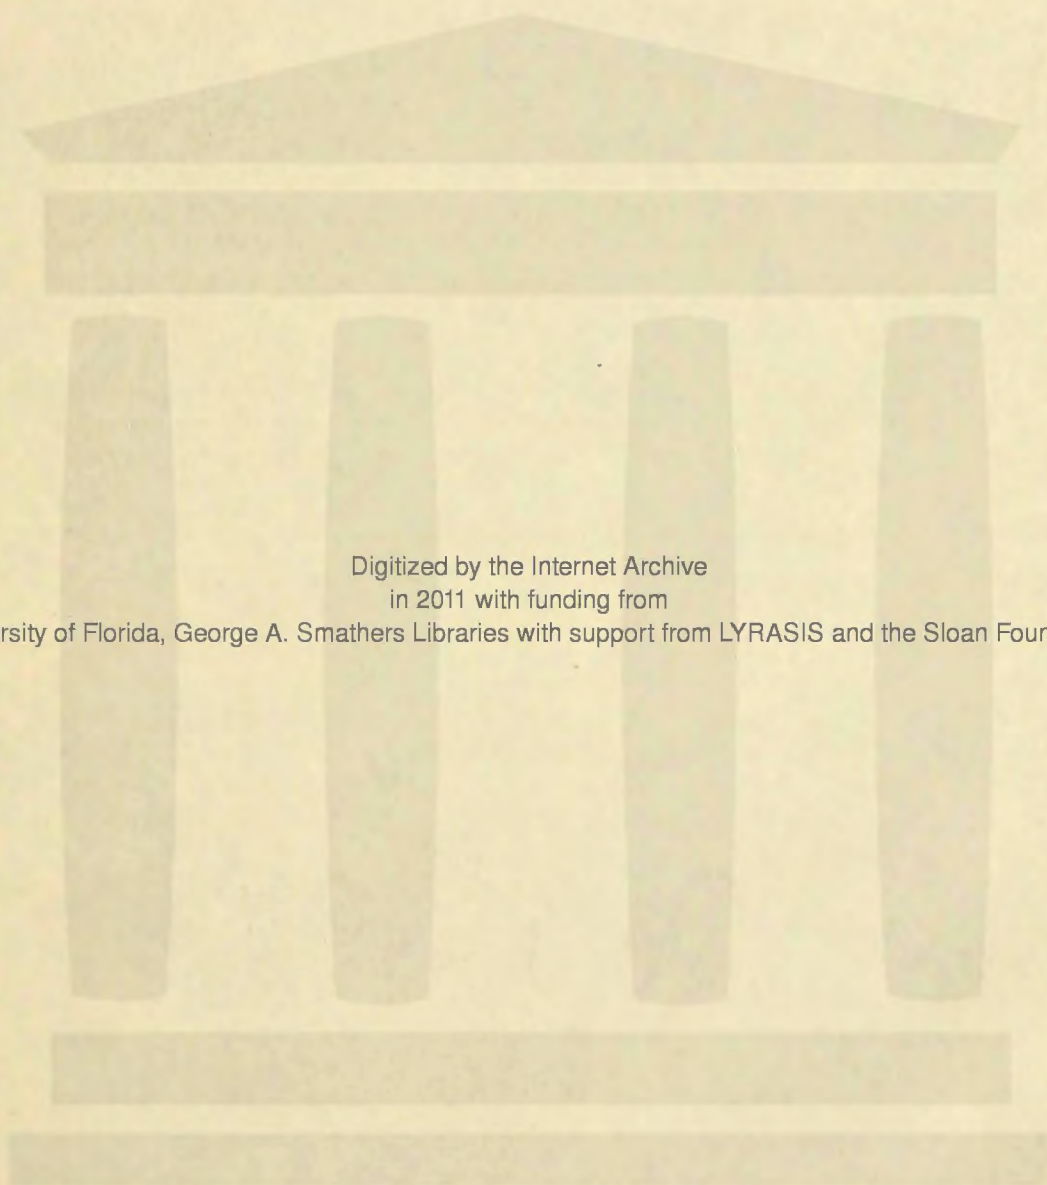 Digitized by the Internet Archive
in 2011 with funding from
rsity of Florida, George A. Smathers Libraries with support from LYRASIS and the Sloan Four